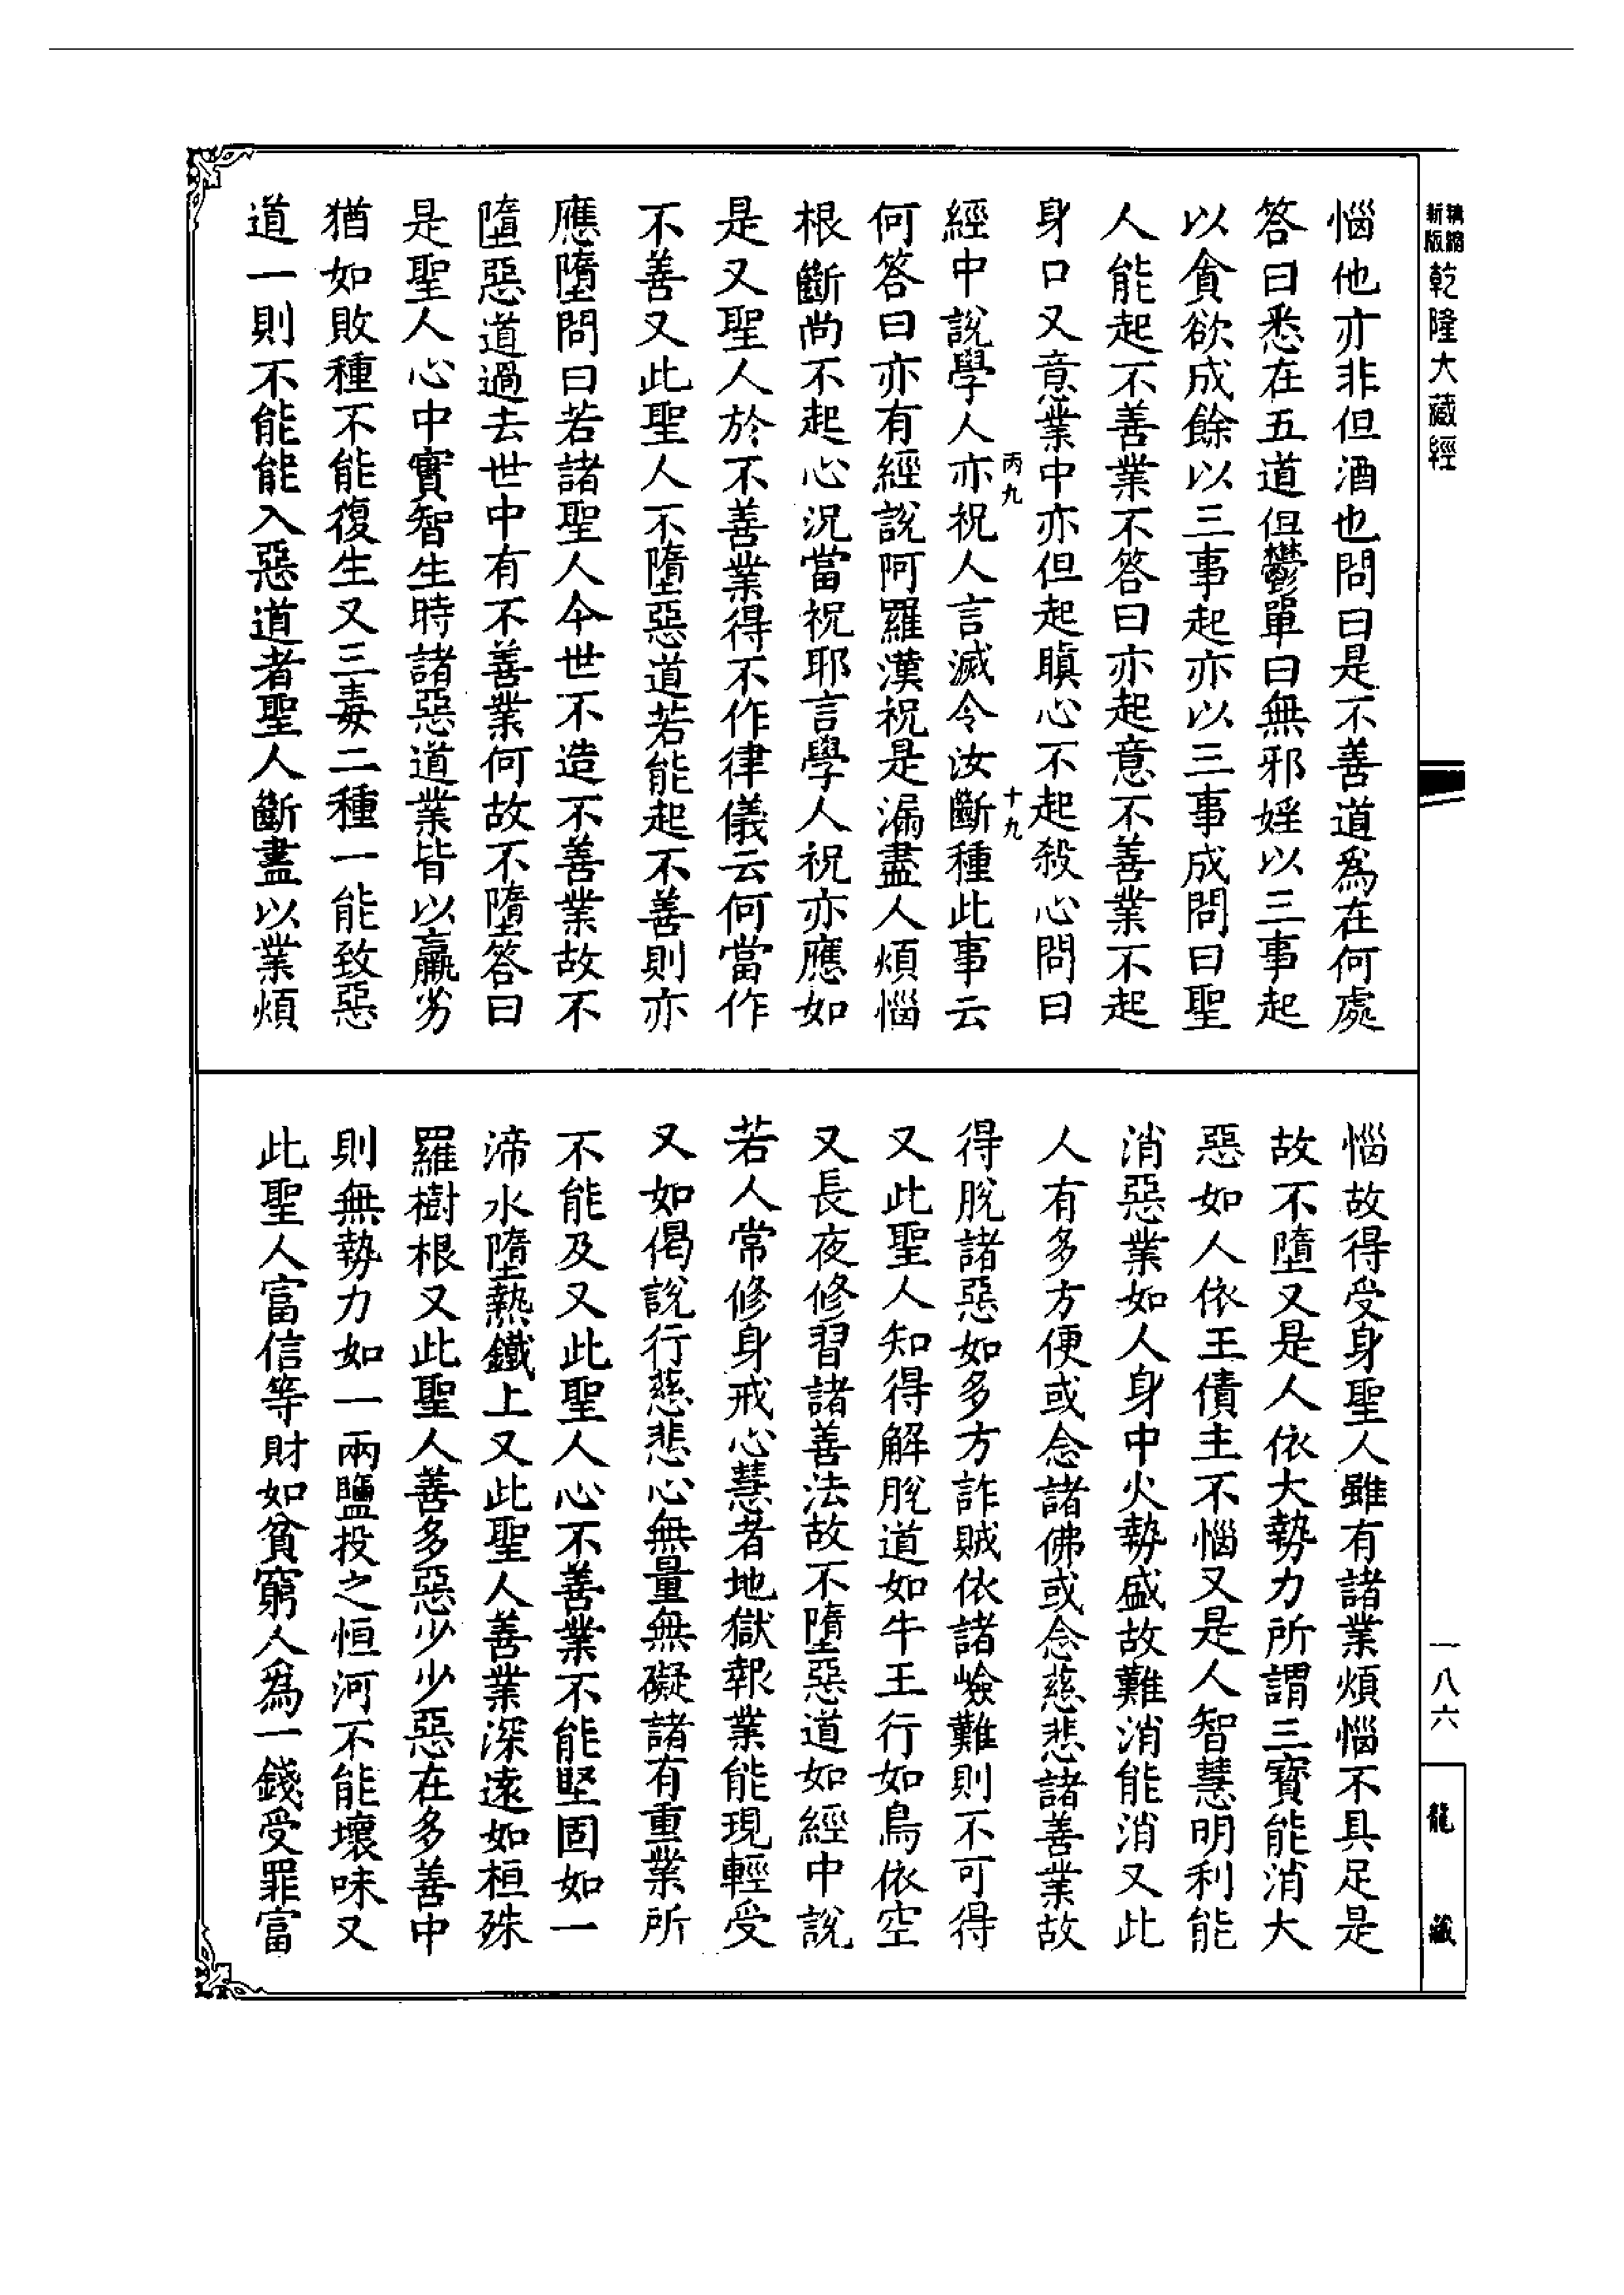 精縮新版乾隆大藏經
一八六
龍藏
惱他亦非但酒也問曰是不善道為在何處
答曰悉在五道但鬱單曰無邪婬以三事起
以貪欲成餘以三事起亦以三事成問曰聖
人能起不善業不答曰亦起意不善業不起
身口又意業中亦但起瞋心不起殺心問曰
丙九
十九
經中說學人亦祝人言滅令汝斷種此事云
何答曰亦有經說阿羅漢祝是漏盡人煩惱
根斷尚不起心況當祝耶言學人祝亦應如
是又聖人於不善業得不作律儀云何當作
不善又此聖人不墮惡道若能起不善則亦
應墮問曰若諸聖人今世不造不善業故不
墮惡道過去世中有不善業何故不墮答曰
是聖人心中實智生時諸惡道業皆以羸劣
猶如敗種不能復生又三毒二種一能致惡
道一則不能能入惡道者聖人斷盡以業煩
惱故得受身聖人雖有諸業煩惱不具足是
故不墮又是人依大勢力所謂三寶能消大
惡如人依王債主不惱又是人智慧明利能
消惡業如人身中火勢盛故難消能消又此
人有多方便或念諸佛或念慈悲諸善業故
得脫諸惡如多方詐賊依諸嶮難則不可得
又此聖人知得解脫道如牛王行如鳥依空
又長夜修習諸善法故不墮惡道如經中說
若人常修身戒心慧者地獄報業能現輕受
又如偈說行慈悲心無量無礙諸有重業所
不能及又此聖人心不善業不能堅固如一
渧水墮熱鐵上又此聖人善業深遠如桓殊
羅樹根又此聖人善多惡少少惡在多善中
則無勢力如一兩鹽投之恒河不能壞味又
此聖人富信等財如貧窮人為一錢受罪富